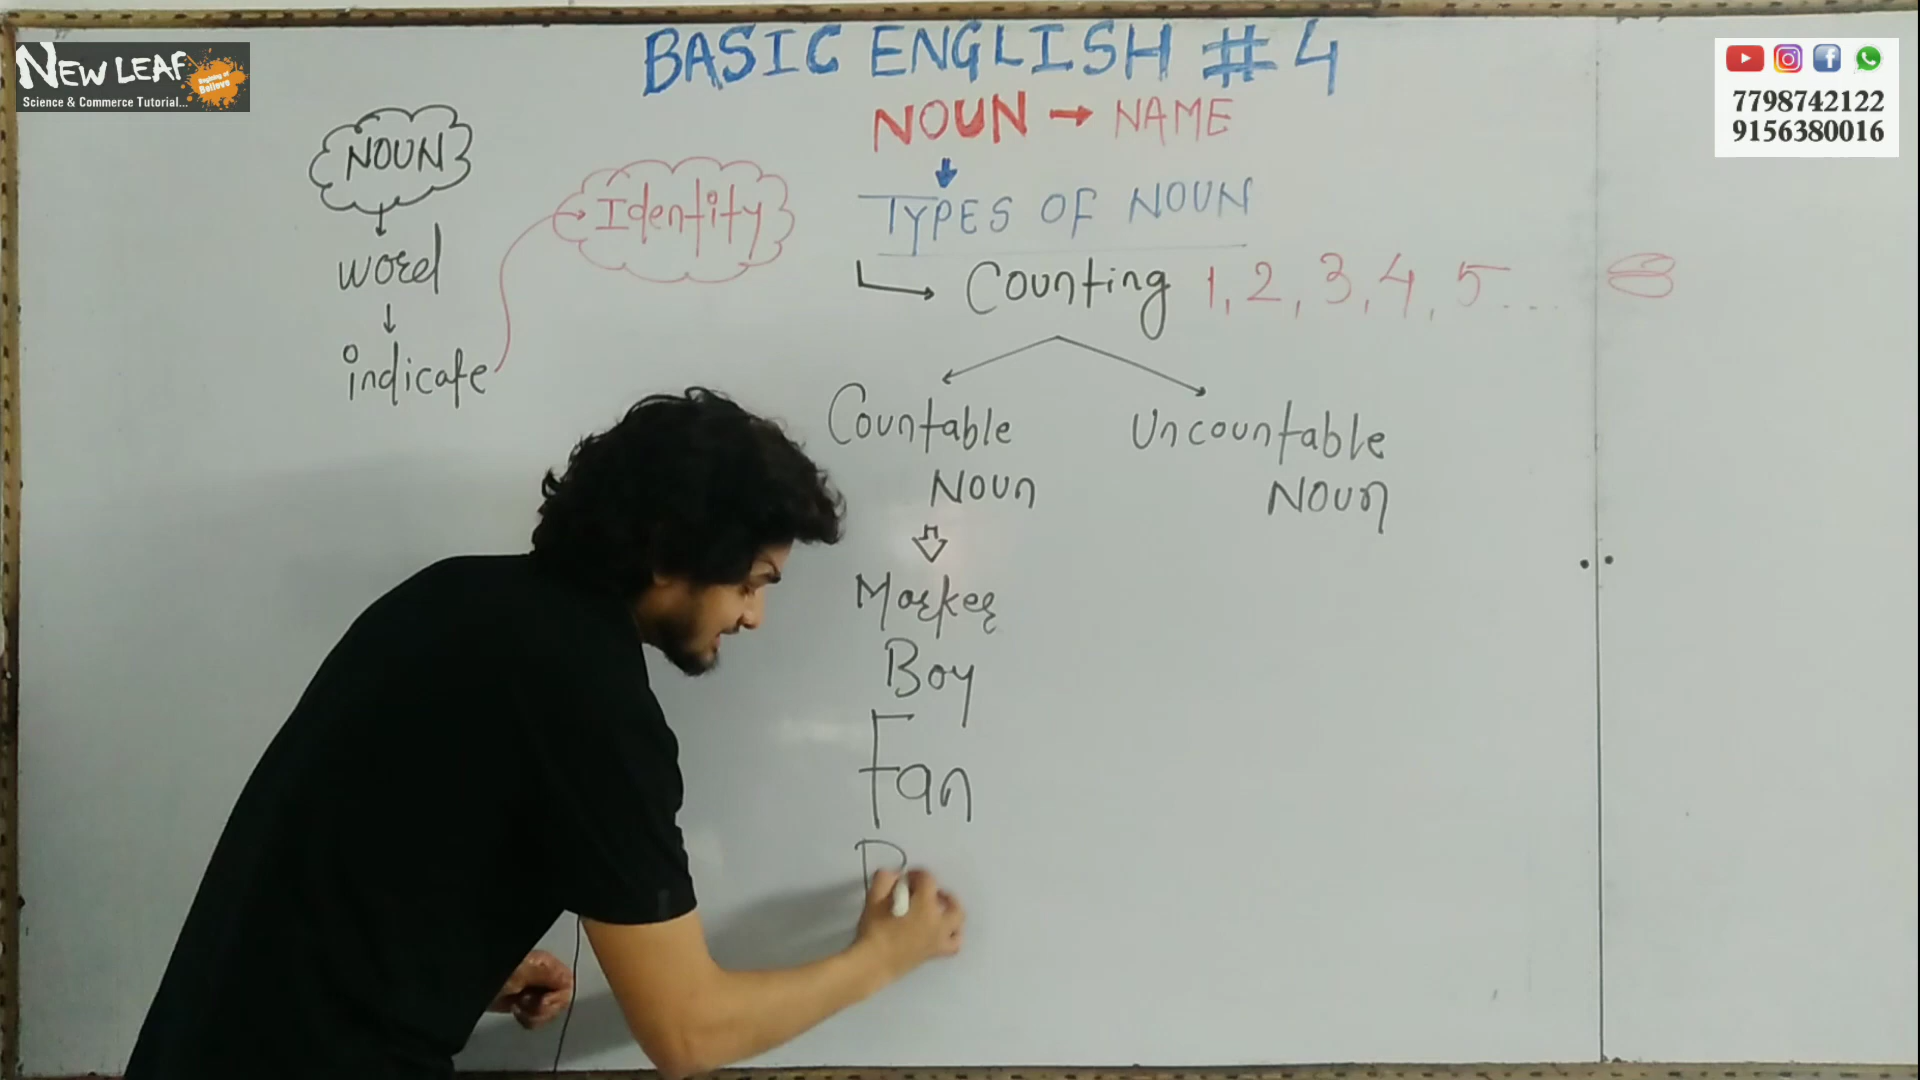 NEW LEAF
Science & Commerce Tutorial...
7798742122
9156380016
BASIC ENGLISH # 4
NOUN → NAME
TYPES OF NOUN
Counting 1, 2, 3, 4, 5 . . .
Countable
Noun
Uncountable
Noun
Marker
Boy
Fan
NOUN
word
indicate
Identity